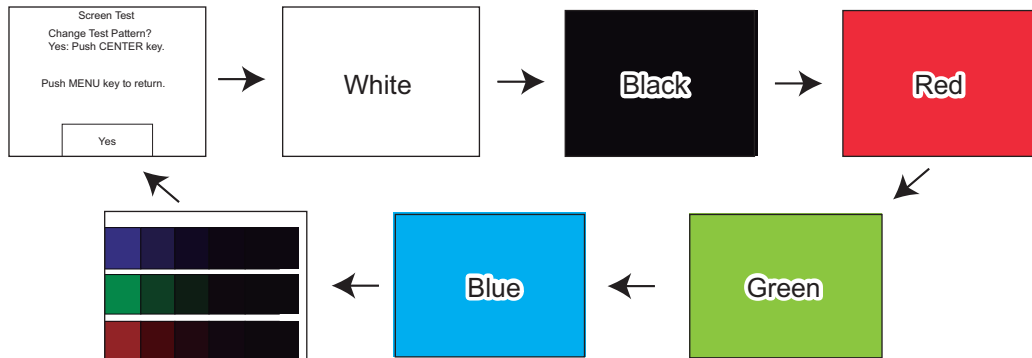 Screen Test
Change Test Pattern?
Yes: Push CENTER key.
Push MENU key to return.
Yes
White
Black
Red
Blue
Green